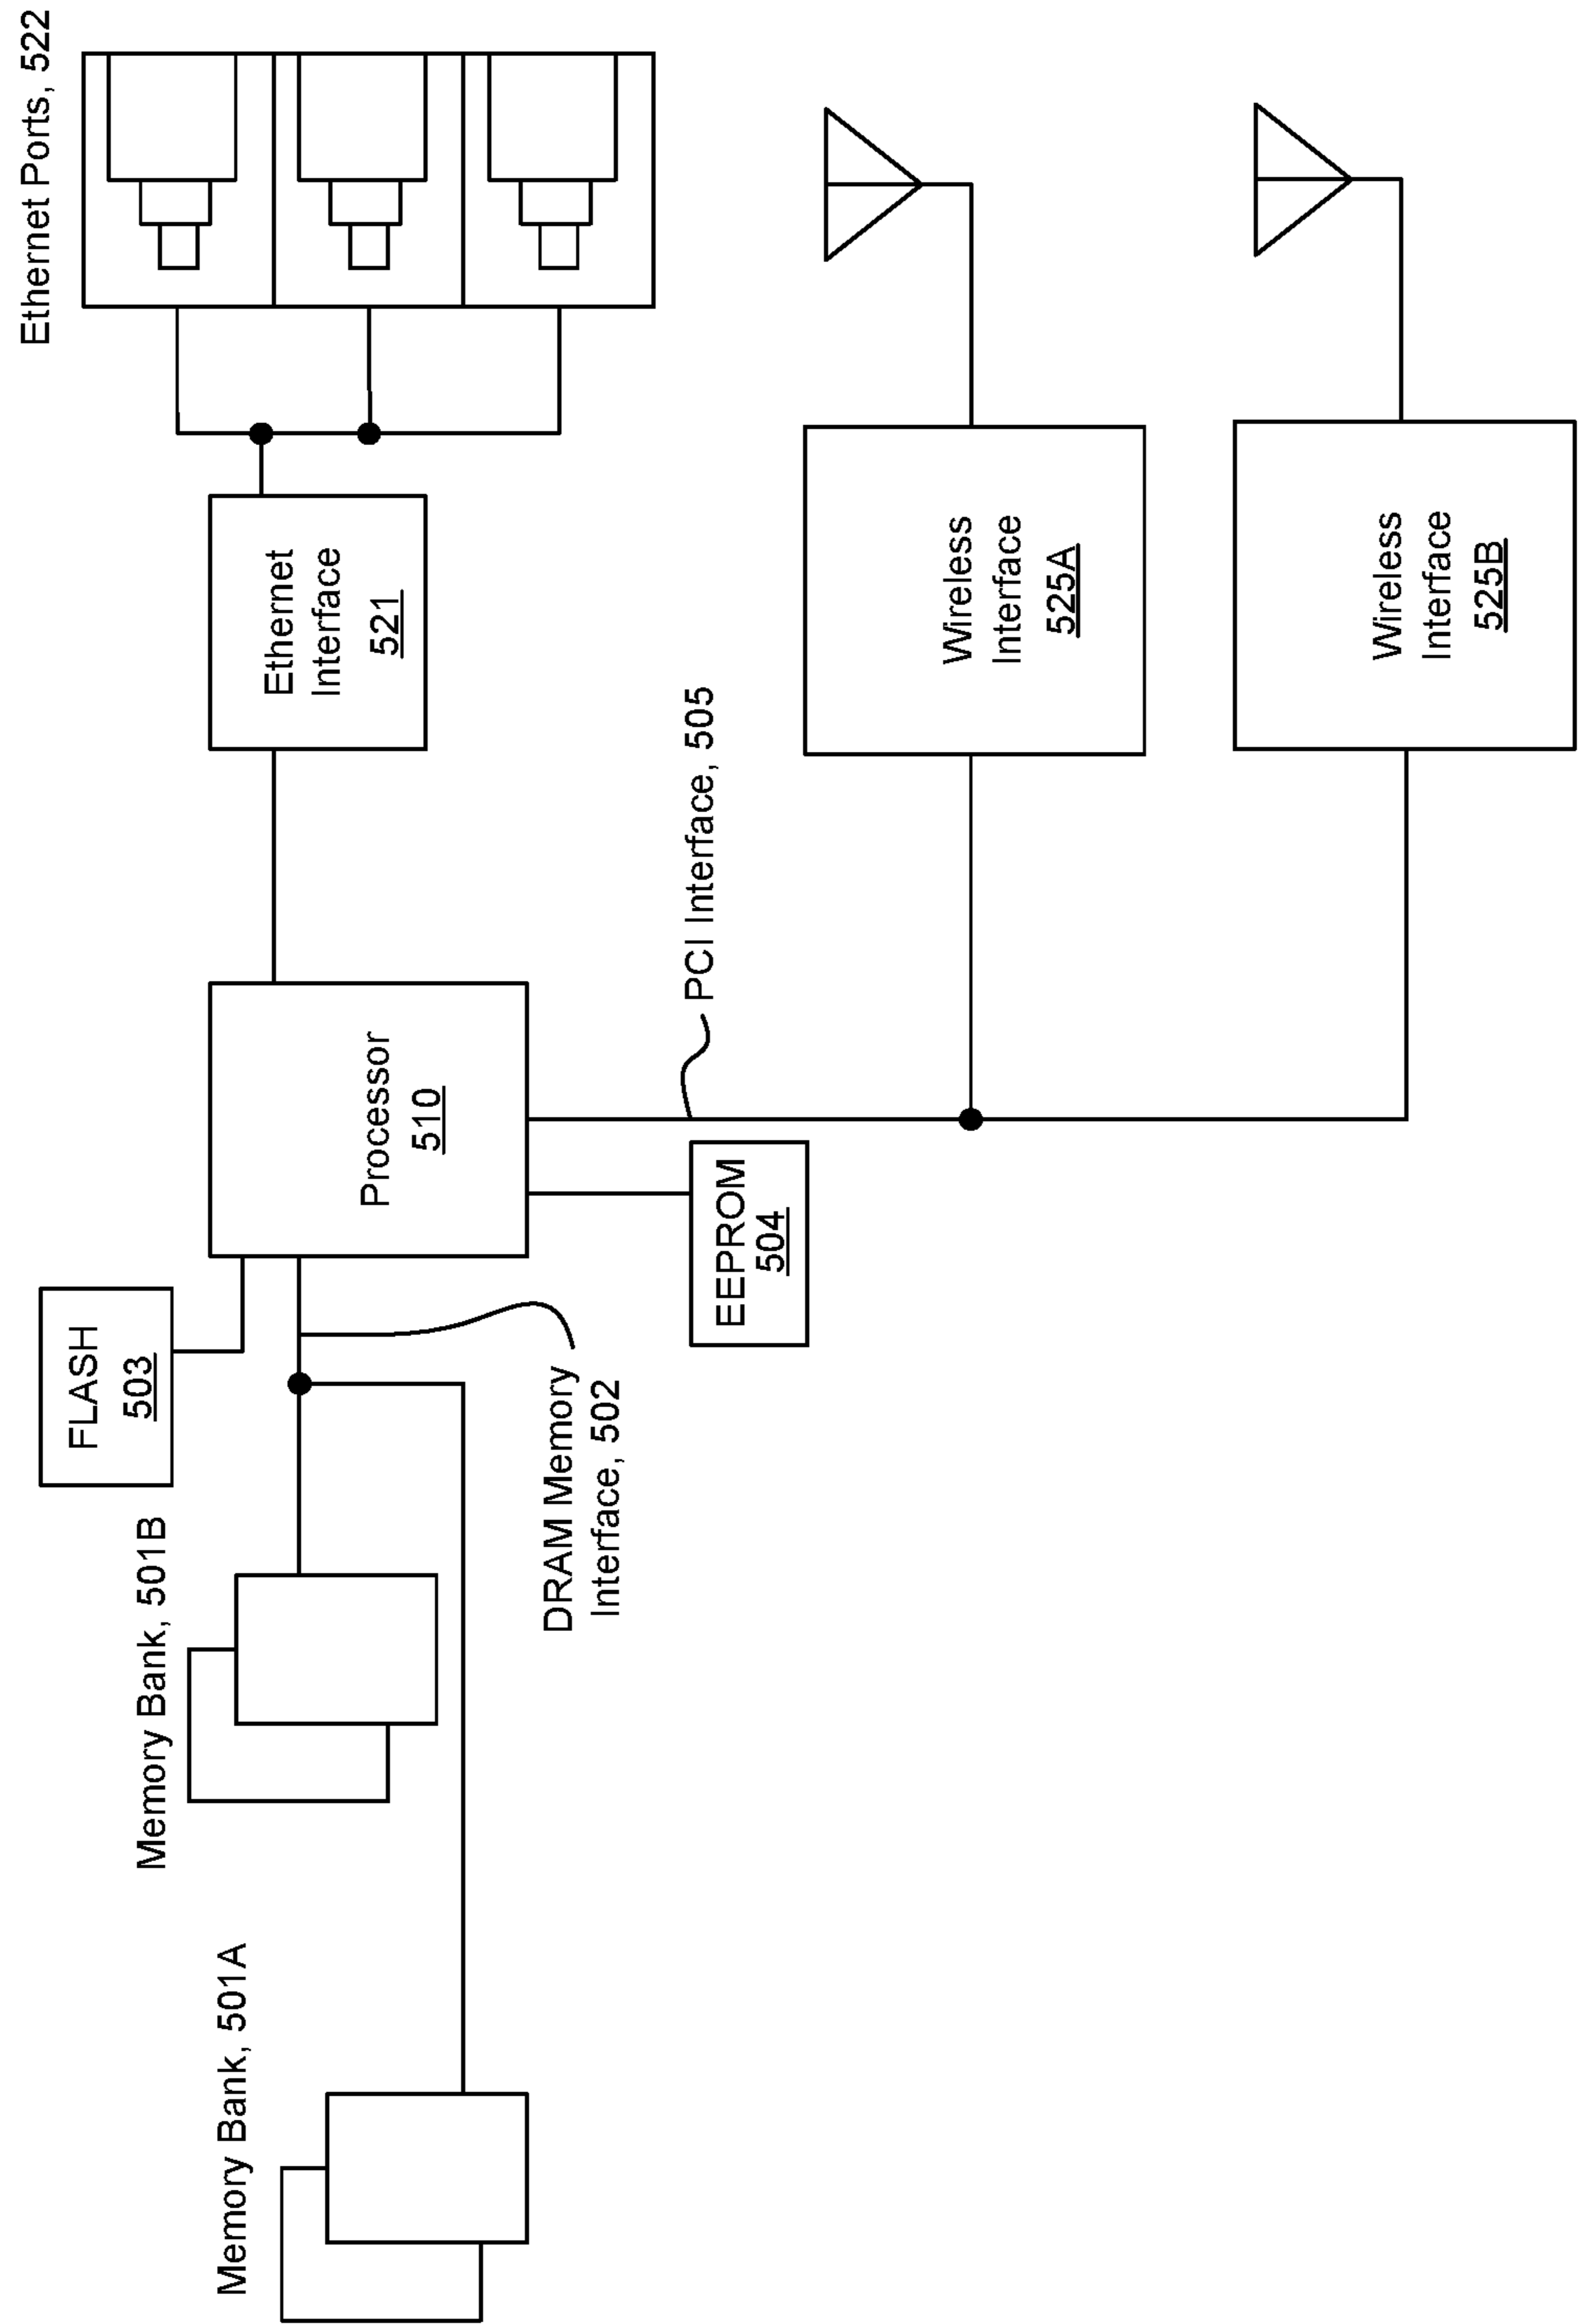 Memory Bank, 501A
Memory Bank, 501B
FLASH
503
DRAM Memory
Interface, 502
Processor
510
EEPROM
504
PCI Interface, 505
Ethernet
Interface
521
Ethernet Ports, 522
Wireless
Interface
525A
Wireless
Interface
525B